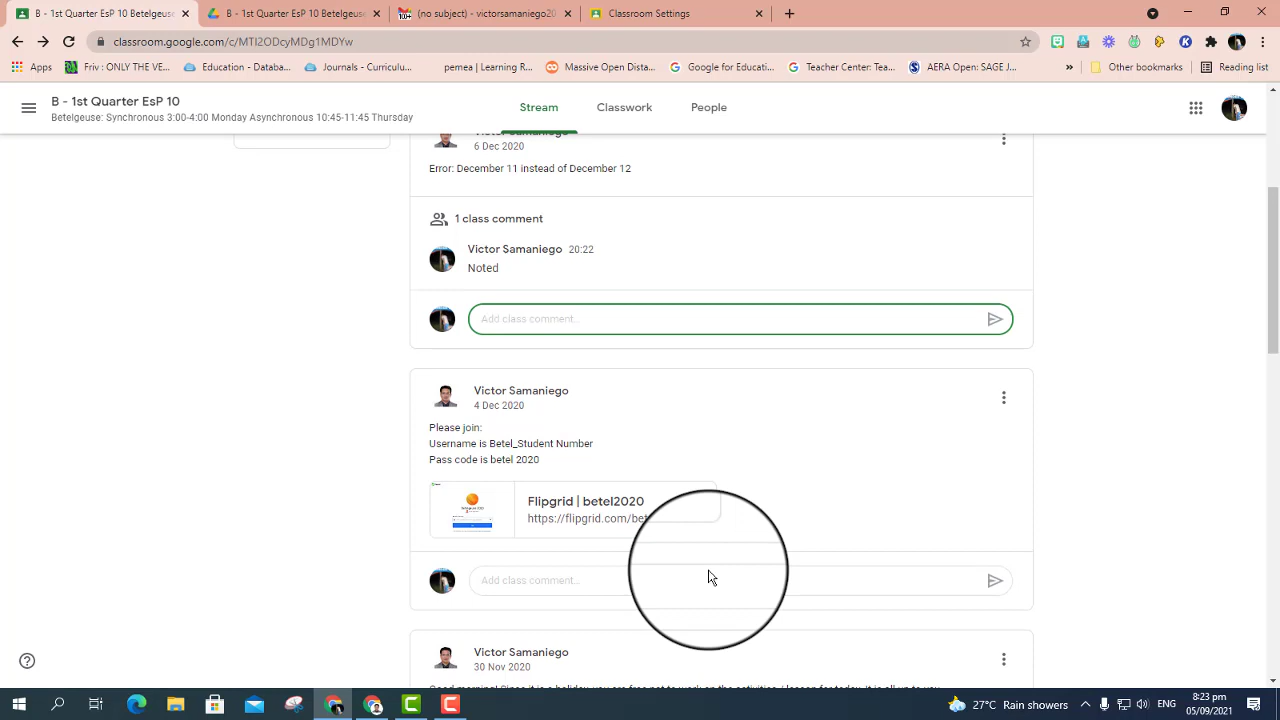 B - 1st Quarter EsP 10 Betelgeuse
B - 1st Quarter EsP 10 Betelgeuse
(no subject) - victorsamaniego20
Classroom Settings
classroom.google.com/c/MTI2ODcyMDg1MDYw
Apps
Friv : ONLY THE VE...
Education - Databa...
Journals - Curriculu...
pernea | Learning L...
Massive Open Dista...
Google for Educati...
Teacher Center: Tea...
AERA Open: SAGE J...
»
Other bookmarks
Reading list
B - 1st Quarter EsP 10
Betelgeuse: Synchronous 3:00-4:00 Monday Asynchronous 10:45-11:45 Thursday
Stream
Classwork
People
Victor Samaniego
6 Dec 2020
Error: December 11 instead of December 12
1 class comment
Victor Samaniego 20:22
Noted
Add class comment...
Victor Samaniego
4 Dec 2020
Please join:
Username is Betel_Student Number
Pass code is betel 2020
Flipgrid | betel2020
https://flipgrid.com/bet
Add class comment...
Victor Samaniego
30 Nov 2020
27°C Rain showers
ENG
8:23 pm
05/09/2021